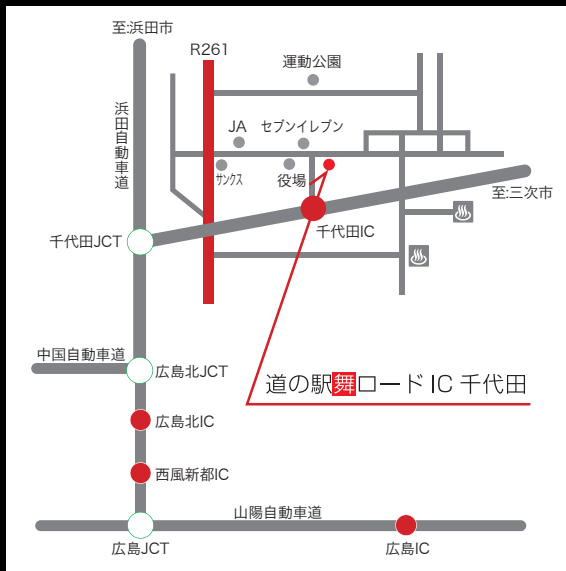 至:浜田市
R261
運動公園
浜田自動車道
JA
セブンイレブン
サンクス
役場
至:三次市
千代田IC
千代田JCT
中国自動車道
広島北JCT
道の駅舞ロードIC千代田
広島北IC
西風新都IC
山陽自動車道
広島JCT
広島IC